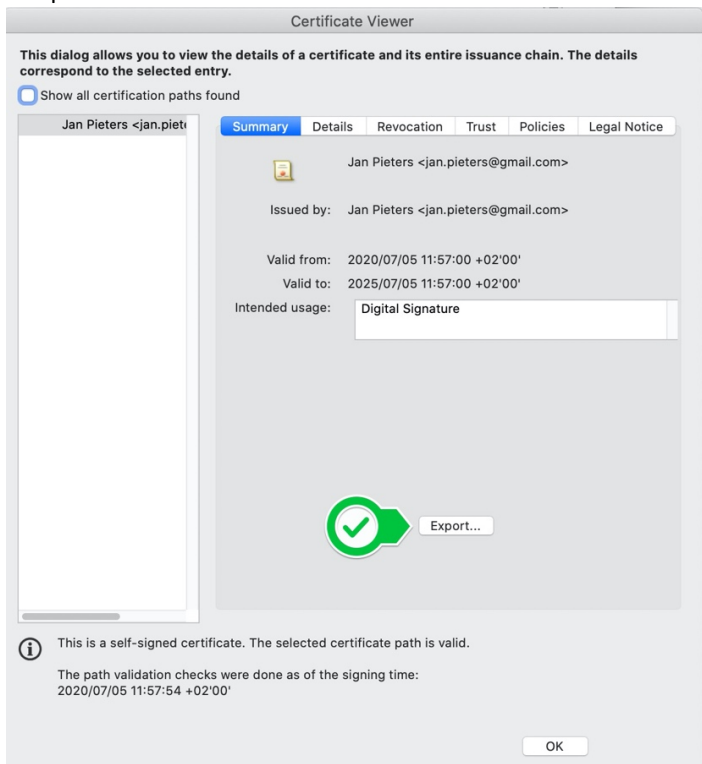 Certificate Viewer
This dialog allows you to view the details of a certificate and its entire issuance chain. The details
correspond to the selected entry.
Show all certification paths found
Jan Pieters <jan.piet
Summary Details Revocation Trust Policies Legal Notice
Jan Pieters <jan.pieters@gmail.com>
Issued by: Jan Pieters <jan.pieters@gmail.com>
Valid from: 2020/07/05 11:57:00 +02'00'
Valid to: 2025/07/05 11:57:00 +02'00'
Intended usage: Digital Signature
Export...
This is a self-signed certificate. The selected certificate path is valid.
The path validation checks were done as of the signing time:
2020/07/05 11:57:54 +02'00'
OK